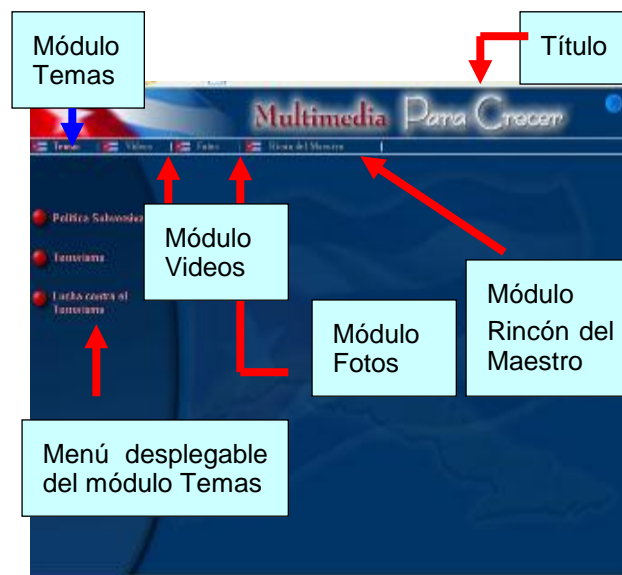 Módulo
Temas
Título
Multimedia Para Crecer
Temas Videos Fotos Rincón del Maestro
Política Subversiva
Terrorismo
Lucha contra el
Terrorismo
Módulo
Videos
Módulo
Fotos
Módulo
Rincón del
Maestro
Menú desplegable
del módulo Temas